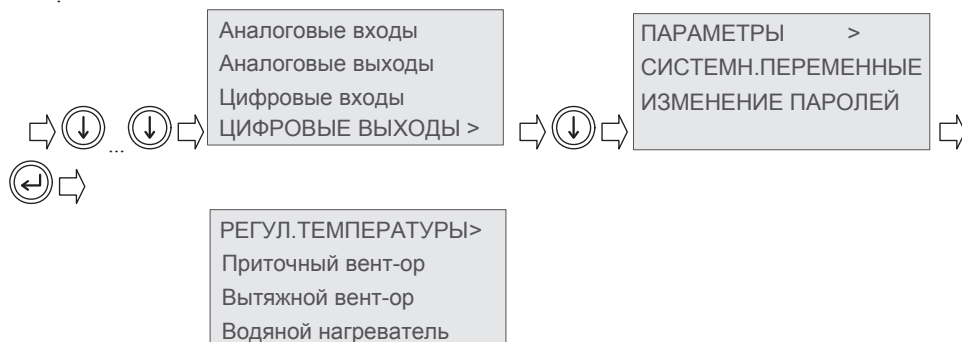 Аналоговые входы
Аналоговые выходы
Цифровые входы
ЦИФРОВЫЕ ВЫХОДЫ >
...
ПАРАМЕТРЫ >
СИСТЕМН.ПЕРЕМЕННЫЕ
ИЗМЕНЕНИЕ ПАРОЛЕЙ
РЕГУЛ.ТЕМПЕРАТУРЫ>
Приточный вент-ор
Вытяжной вент-ор
Водяной нагреватель